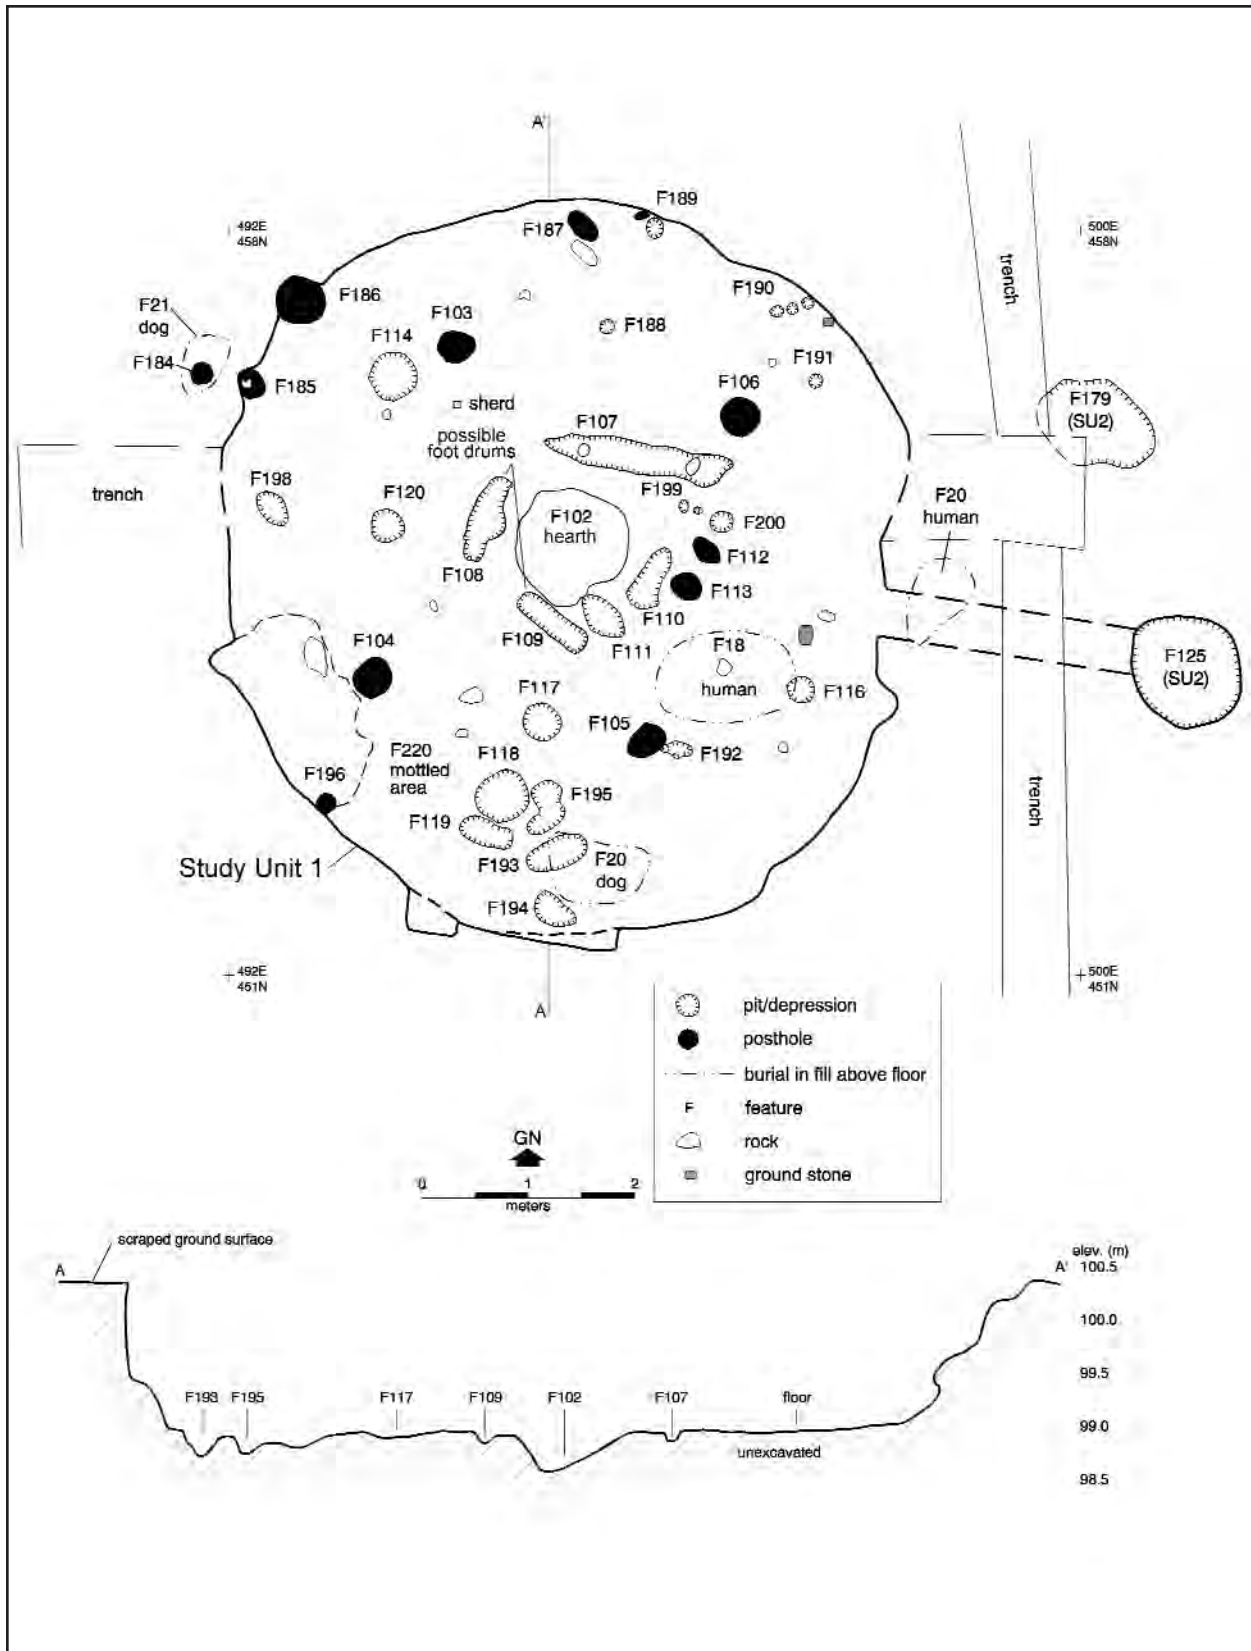 A'
F189
492E
458N
F187
500E
458N
trench
F190
F186
F21
dog
F103
F188
F114
F184
F191
F185
F106
F179
(SU2)
sherd
F107
possible
foot drums
trench
F198
F120
F199
F20
human
F102
hearth
F200
F112
F108
F113
F109
F110
F111
F104
F18
F125
(SU2)
human
F117
F116
F105
F220
mottled
area
F118
F192
F196
F195
trench
F119
Study Unit 1
F193
F20
dog
F194
492E
451N
500E
451N
A
pit/depression
posthole
burial in fill above floor
F feature
rock
ground stone
GN
0 1 2
meters
scraped ground surface
elev. (m)
A
A' 100.5
100.0
99.5
F193 F195 F117 F109 F102 F107 floor
99.0
unexcavated
98.5